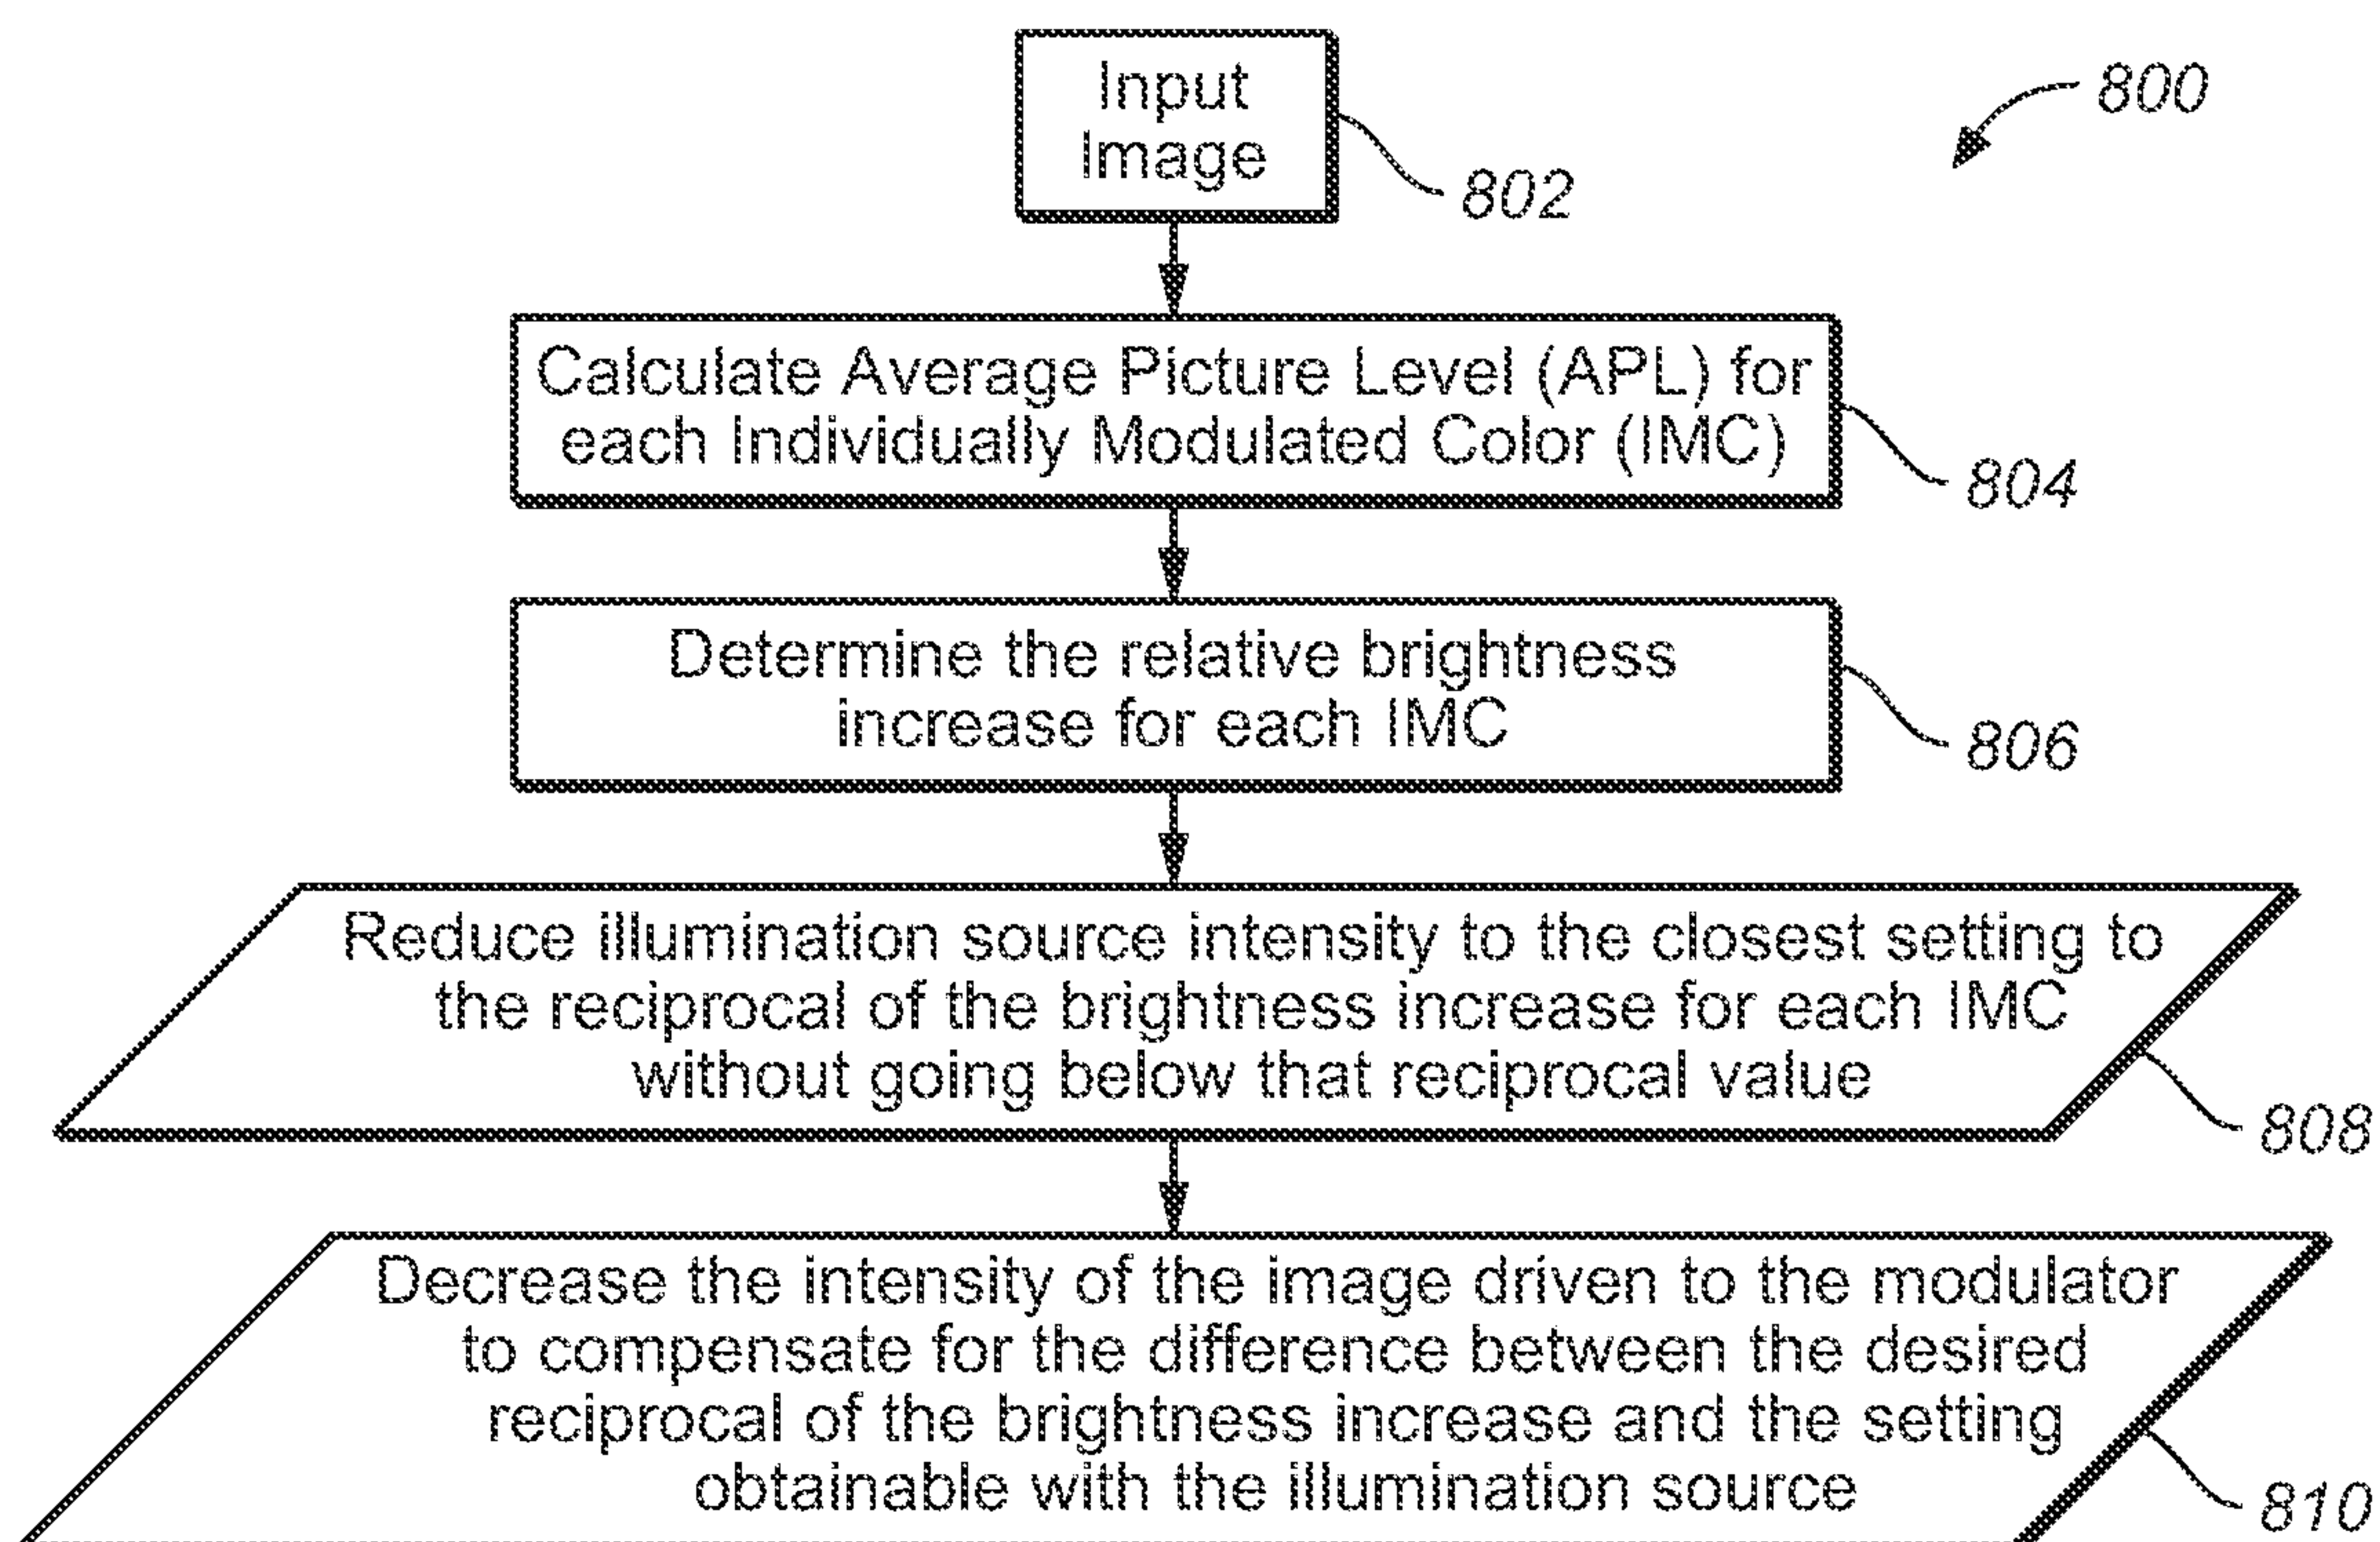 Input
Image
800
802
Calculate Average Picture Level (APL) for
each Individually Modulated Color (IMC)
804
Determine the relative brightness
increase for each IMC
806
Reduce illumination source intensity to the closest setting to
the reciprocal of the brightness increase for each IMC
without going below that reciprocal value
808
Decrease the intensity of the image driven to the modulator
to compensate for the difference between the desired
reciprocal of the brightness increase and the setting
obtainable with the illumination source
810